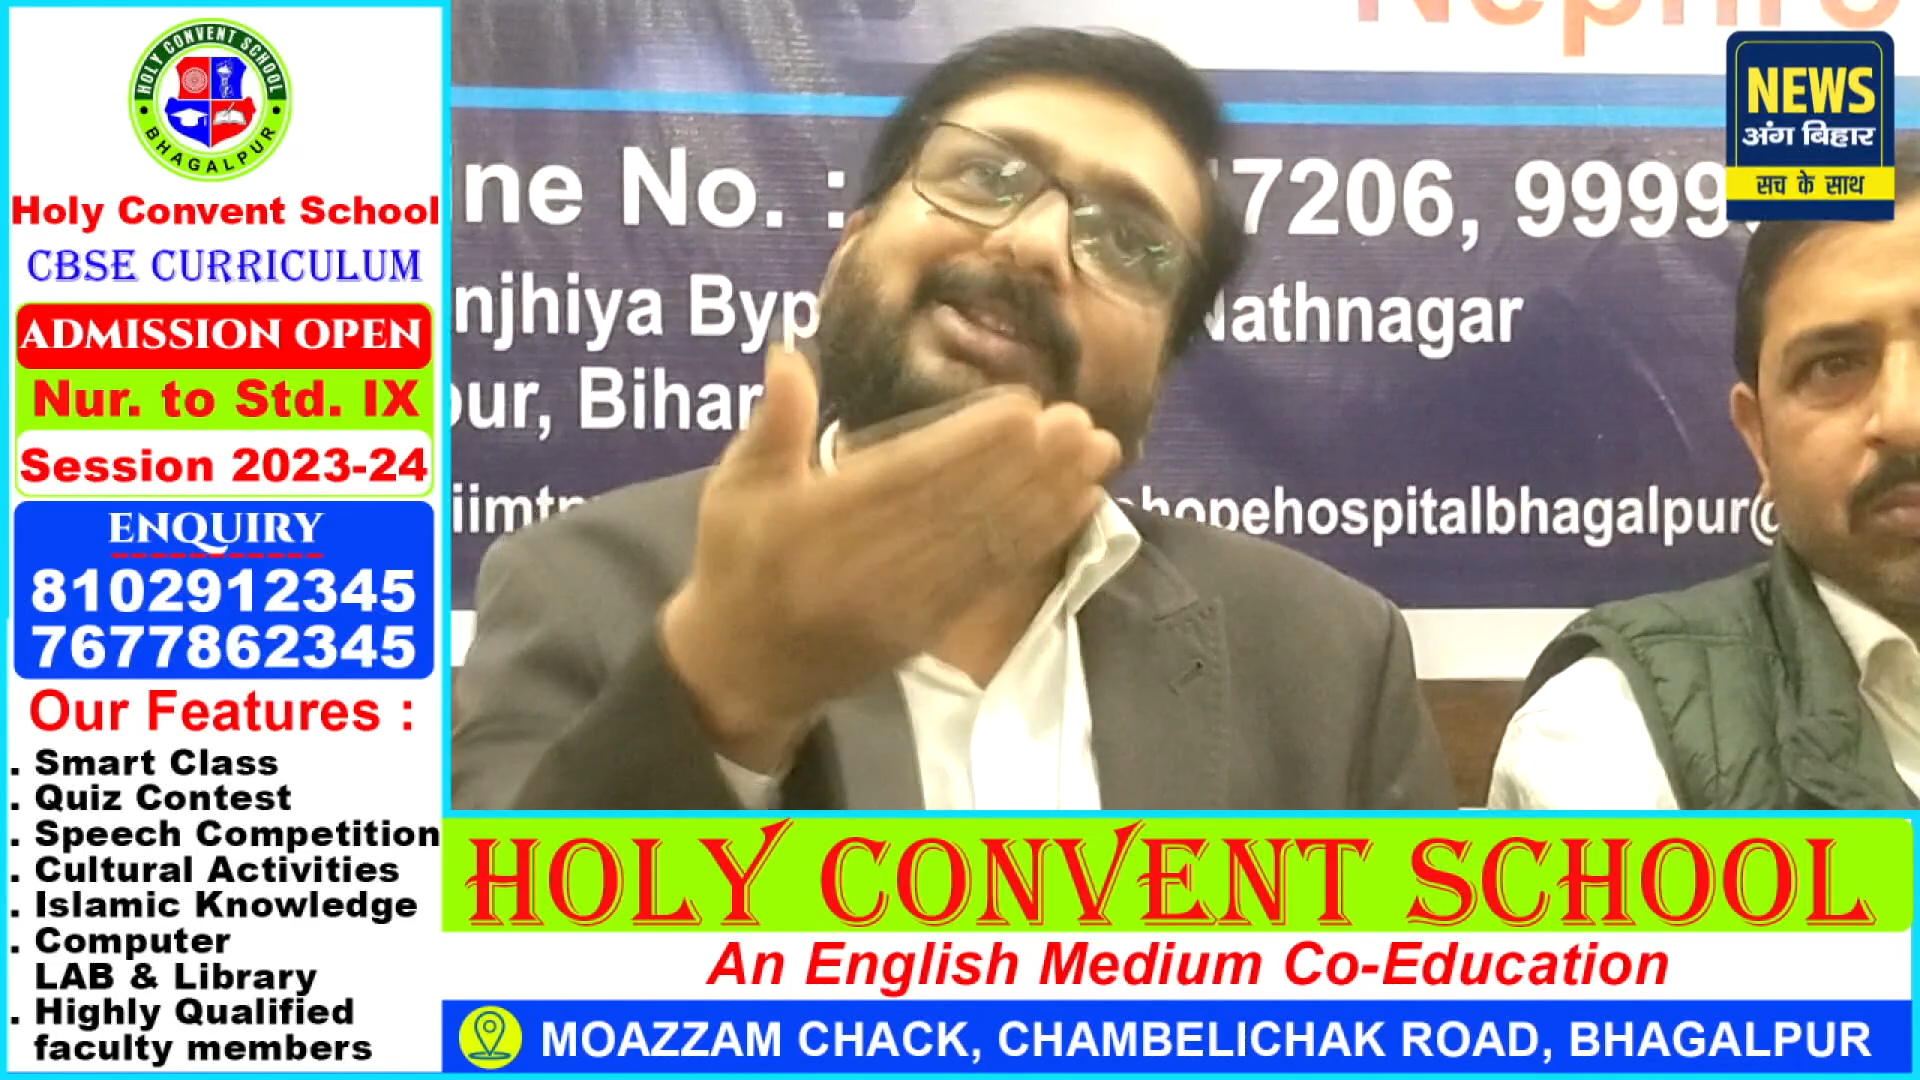 HOLY CONVENT SCHOOL
BHAGALPUR
Holy Convent School
CBSE CURRICULUM
ADMISSION OPEN
Nur. to Std. IX
Session 2023-24
ENQUIRY
8102912345
7677862345
Our Features :
. Smart Class
. Quiz Contest
. Speech Competition
. Cultural Activities
. Islamic Knowledge
. Computer
LAB & Library
. Highly Qualified
faculty members
Nephro
ne No. : 7206, 9999
njhiya Byp Nathnagar
pur, Bihar
hopehospitalbhagalpur@
NEWS
अंग बिहार
सच के साथ
HOLY CONVENT SCHOOL
An English Medium Co-Education
MOAZZAM CHACK, CHAMBELICHAK ROAD, BHAGALPUR